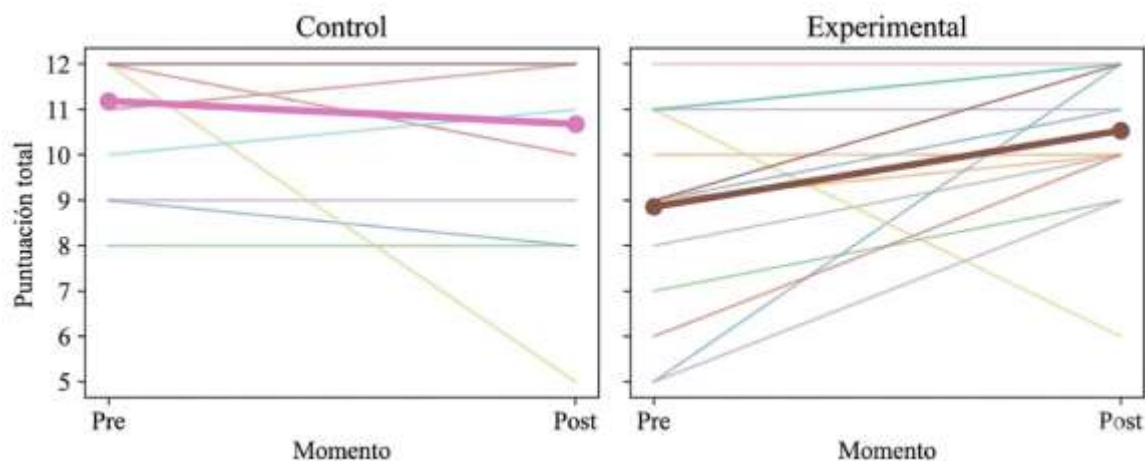 Control
Experimental
Puntuación total
12
11
10
9
8
7
6
5
Pre
Post
Pre
Post
Momento
Momento